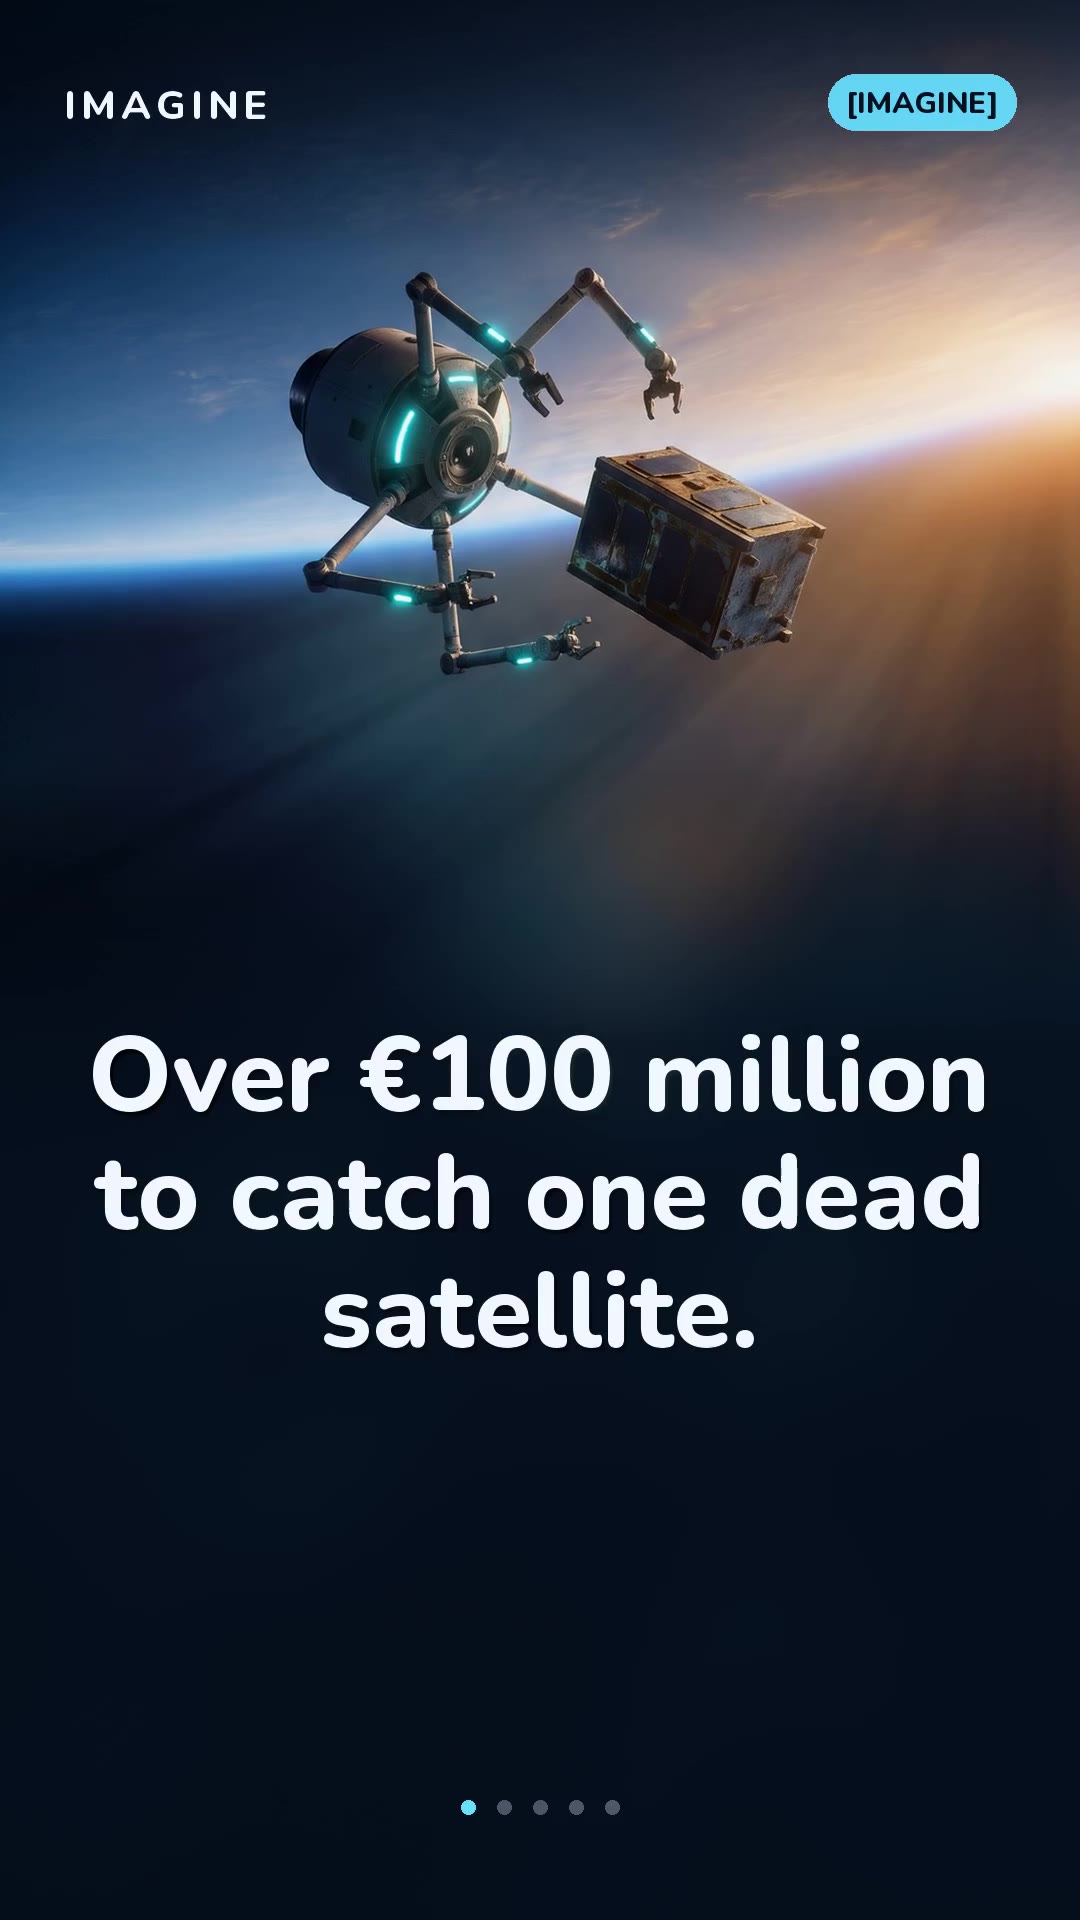 IMAGINE
[IMAGINE]
Over €100 million
to catch one dead
satellite.